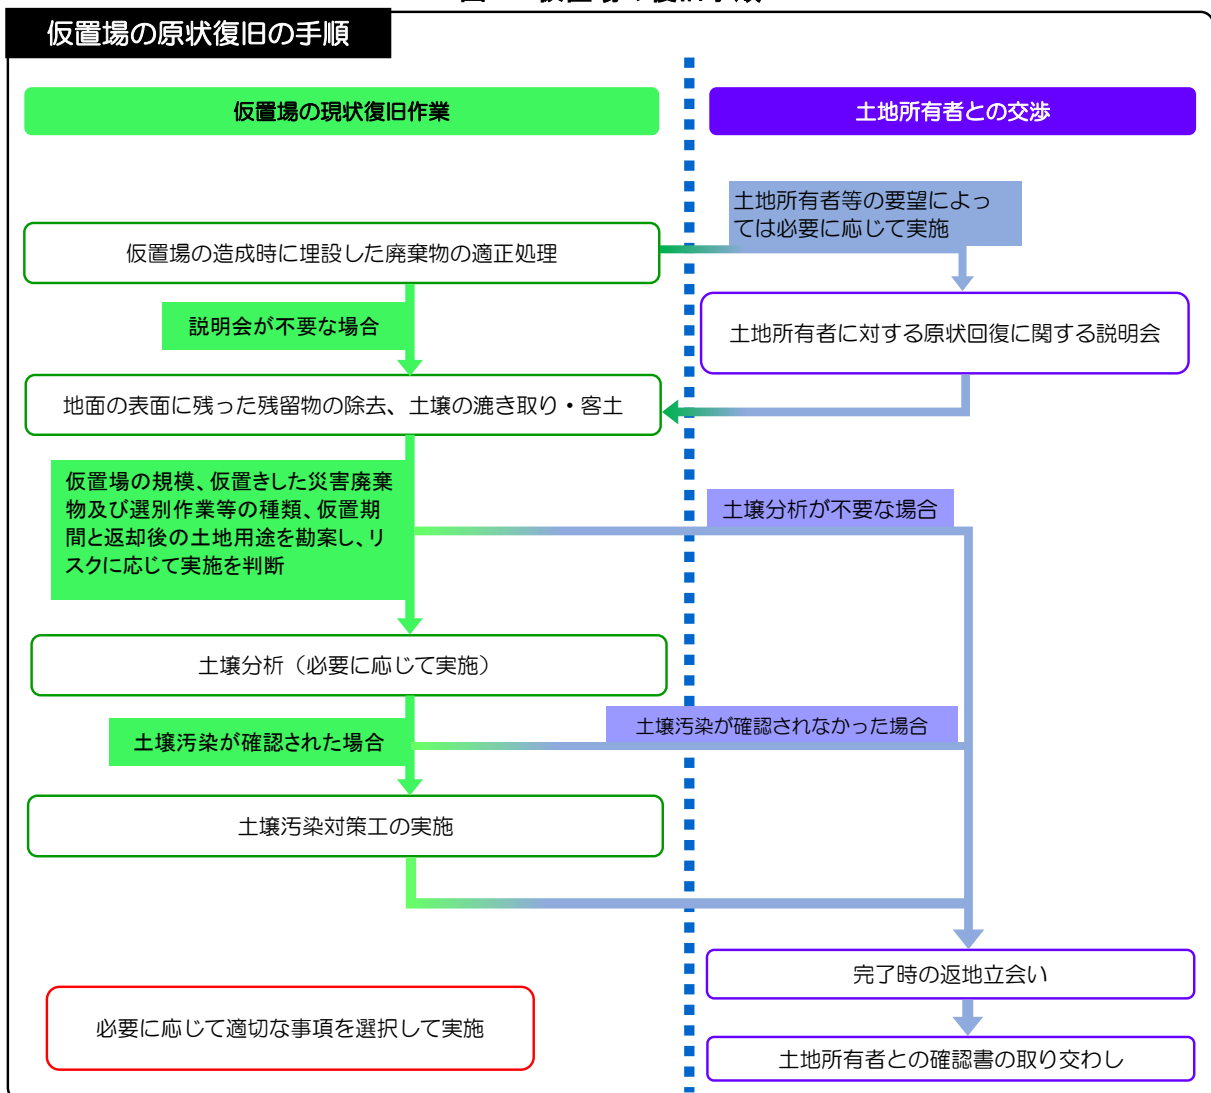 仮置場の原状復旧の手順
仮置場の現状復旧作業
土地所有者との交渉
土地所有者等の要望によっ
ては必要に応じて実施
仮置場の造成時に埋設した廃棄物の適正処理
説明会が不要な場合
土地所有者に対する原状回復に関する説明会
地面の表面に残った残留物の除去、土壌の漉き取り・客土
仮置場の規模、仮置きした災害廃棄
物及び選別作業等の種類、仮置期
間と返却後の土地用途を勘案し、リ
スクに応じて実施を判断
土壌分析が不要な場合
土壌分析（必要に応じて実施）
土壌汚染が確認されなかった場合
土壌汚染が確認された場合
土壌汚染対策工の実施
完了時の返地立会い
必要に応じて適切な事項を選択して実施
土地所有者との確認書の取り交わし